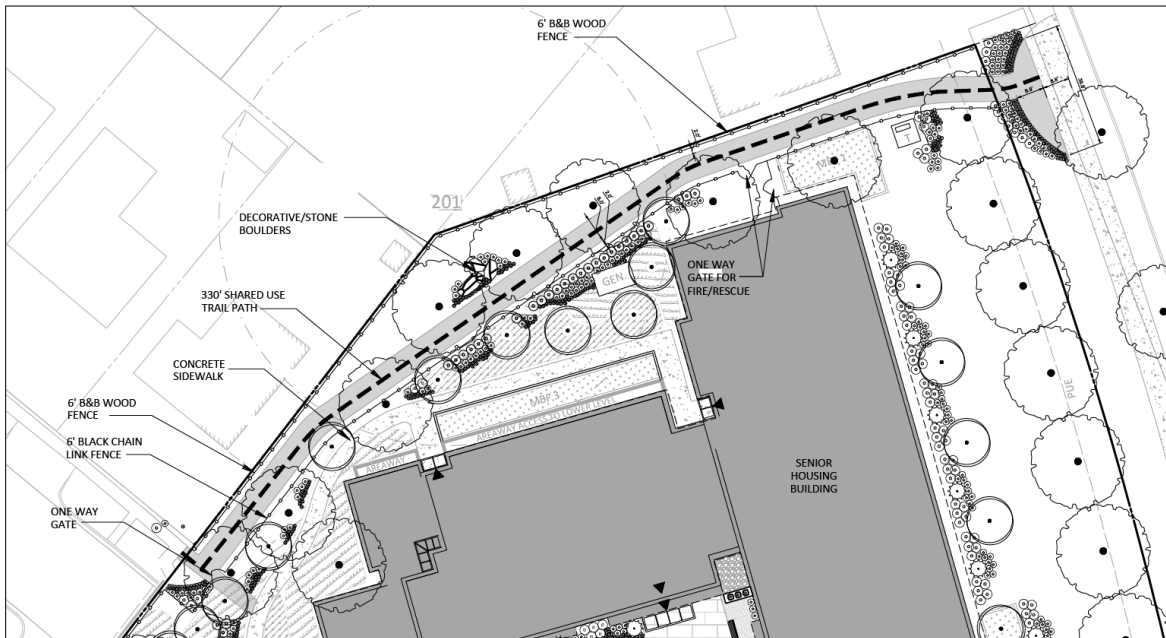 6' B&B WOOD
FENCE
201
DECORATIVE/STONE
BOULDERS
330' SHARED USE
TRAIL PATH
CONCRETE
SIDEWALK
6' B&B WOOD
FENCE
6' BLACK CHAIN
LINK FENCE
ONE WAY
GATE
ONE WAY
GATE FOR
FIRE/RESCUE
GEN.
MBP.3
AREAWAY ACCESS TO LOWER LEVEL
AREAWAY
SENIOR
HOUSING
BUILDING
PUE